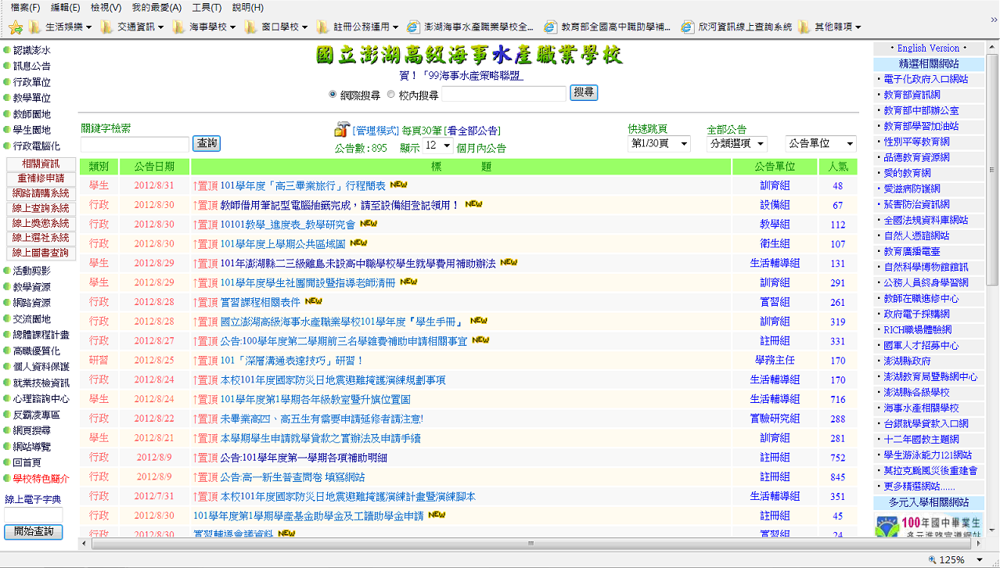 檔案(F) 編輯(E) 檢視(V) 我的最愛(A) 工具(T) 說明(H)
生活娛樂 交通資訊 海事學校 窗口學校 註冊公務運用 澎湖海事水產職業學校全... 教育部全國高中職助學補... 欣河資訊線上查詢系統 其他雜項
認識澎水
訊息公告
行政單位
教學單位
教師園地
學生園地
行政電腦化
相關資訊
重補修申請
網路請購系統
線上查詢系統
線上獎懲系統
線上選社系統
線上圖書查詢
活動剪影
教學資源
網路資源
交流園地
總體課程計畫
高職優質化
個人資料保護
就業技檢資訊
心理諮詢中心
反霸凌專區
網頁搜尋
網站導覽
回首頁
學校特色簡介
線上電子字典
開始查詢
國立澎湖高級海事水產職業學校
賀！「99海事水產策略聯盟_
網際搜尋 校內搜尋 搜尋
關鍵字檢索
查詢
[管理模式] 每頁30筆 [看全部公告]
公告數 : 895 顯示 12 個月內公告
快速跳頁 全部公告
第1/30頁 分類選項 公告單位
類別 公告日期 標 題 公告單位 人氣
學生 2012/8/31 ↑置頂 101學年度「高三畢業旅行」行程簡表 NEW 訓育組 48
行政 2012/8/30 ↑置頂 教師借用筆記型電腦抽籤完成，請至設備組登記領用！ NEW 設備組 67
行政 2012/8/30 ↑置頂 10101教學_進度表_教學研究會 NEW 教學組 112
行政 2012/8/30 ↑置頂 101學年度上學期公共區域圖 NEW 衛生組 107
學生 2012/8/29 ↑置頂 101年澎湖縣二三級離島未設高中職學校學生就學費用補助辦法 NEW 生活輔導組 131
學生 2012/8/29 ↑置頂 101學年度學生社團開設暨指導老師清冊 NEW 訓育組 291
行政 2012/8/28 ↑置頂 實習課程相關表件 NEW 實習組 261
行政 2012/8/28 ↑置頂 國立澎湖高級海事水產職業學校101學年度『學生手冊』 NEW 訓育組 319
行政 2012/8/27 ↑置頂 公告:100學年度第二學期前三名學雜費補助申請相關事宜 NEW 註冊組 331
研習 2012/8/25 ↑置頂 101「深層溝通表達技巧」研習！ 學務主任 170
行政 2012/8/24 ↑置頂 本校101年度國家防災日地震避難掩護演練規劃事項 生活輔導組 170
學生 2012/8/24 ↑置頂 101學年度第1學期各年級教室暨升旗位置圖 生活輔導組 716
行政 2012/8/22 ↑置頂 未畢業高四、高五生有需要申請延修者請注意! 實驗研究組 288
學生 2012/8/21 ↑置頂 本學期學生申請就學貸款之實辦法及申請手續 訓育組 281
行政 2012/8/9 ↑置頂 公告:101學年度第一學期各項補助明細 註冊組 752
行政 2012/8/9 ↑置頂 公告:高一新生普查問卷 填寫網站 註冊組 845
行政 2012/7/31 ↑置頂 本校101年度國家防災日地震避難掩護演練計畫暨演練腳本 生活輔導組 351
行政 2012/8/30 101學年度第1學期學產基金助學金及工讀助學金申請 NEW 註冊組 45
行政 2012/8/30 實習輔導會議資料 NEW 實習組 24
‧English Version‧
精選相關網站
‧電子化政府入口網站
‧教育部資訊網
‧教育部中部辦公室
‧教育部學習加油站
‧性別平等教育網
‧品德教育資源網
‧愛的教育網
‧愛滋病防護網
‧菸害防治資訊網
‧全國法規資料庫網站
‧自然人憑證網站
‧教育廣播電臺
‧自然科學博物館館訊
‧公務人員終身學習網
‧教師在職進修中心
‧政府電子採購網
‧RICH職場體驗網
‧國軍人才招募中心
‧澎湖縣政府
‧澎湖教育局暨縣網中心
‧澎湖縣各級學校
‧海事水產相關學校
‧台銀就學貸款入口網
‧十二年國教主題網
‧學生游泳能力121網站
‧莫拉克颱風災後重建會
‧更多精選網站......
多元入學相關網站
100年國中畢業生
多元進路宣導網站
125%